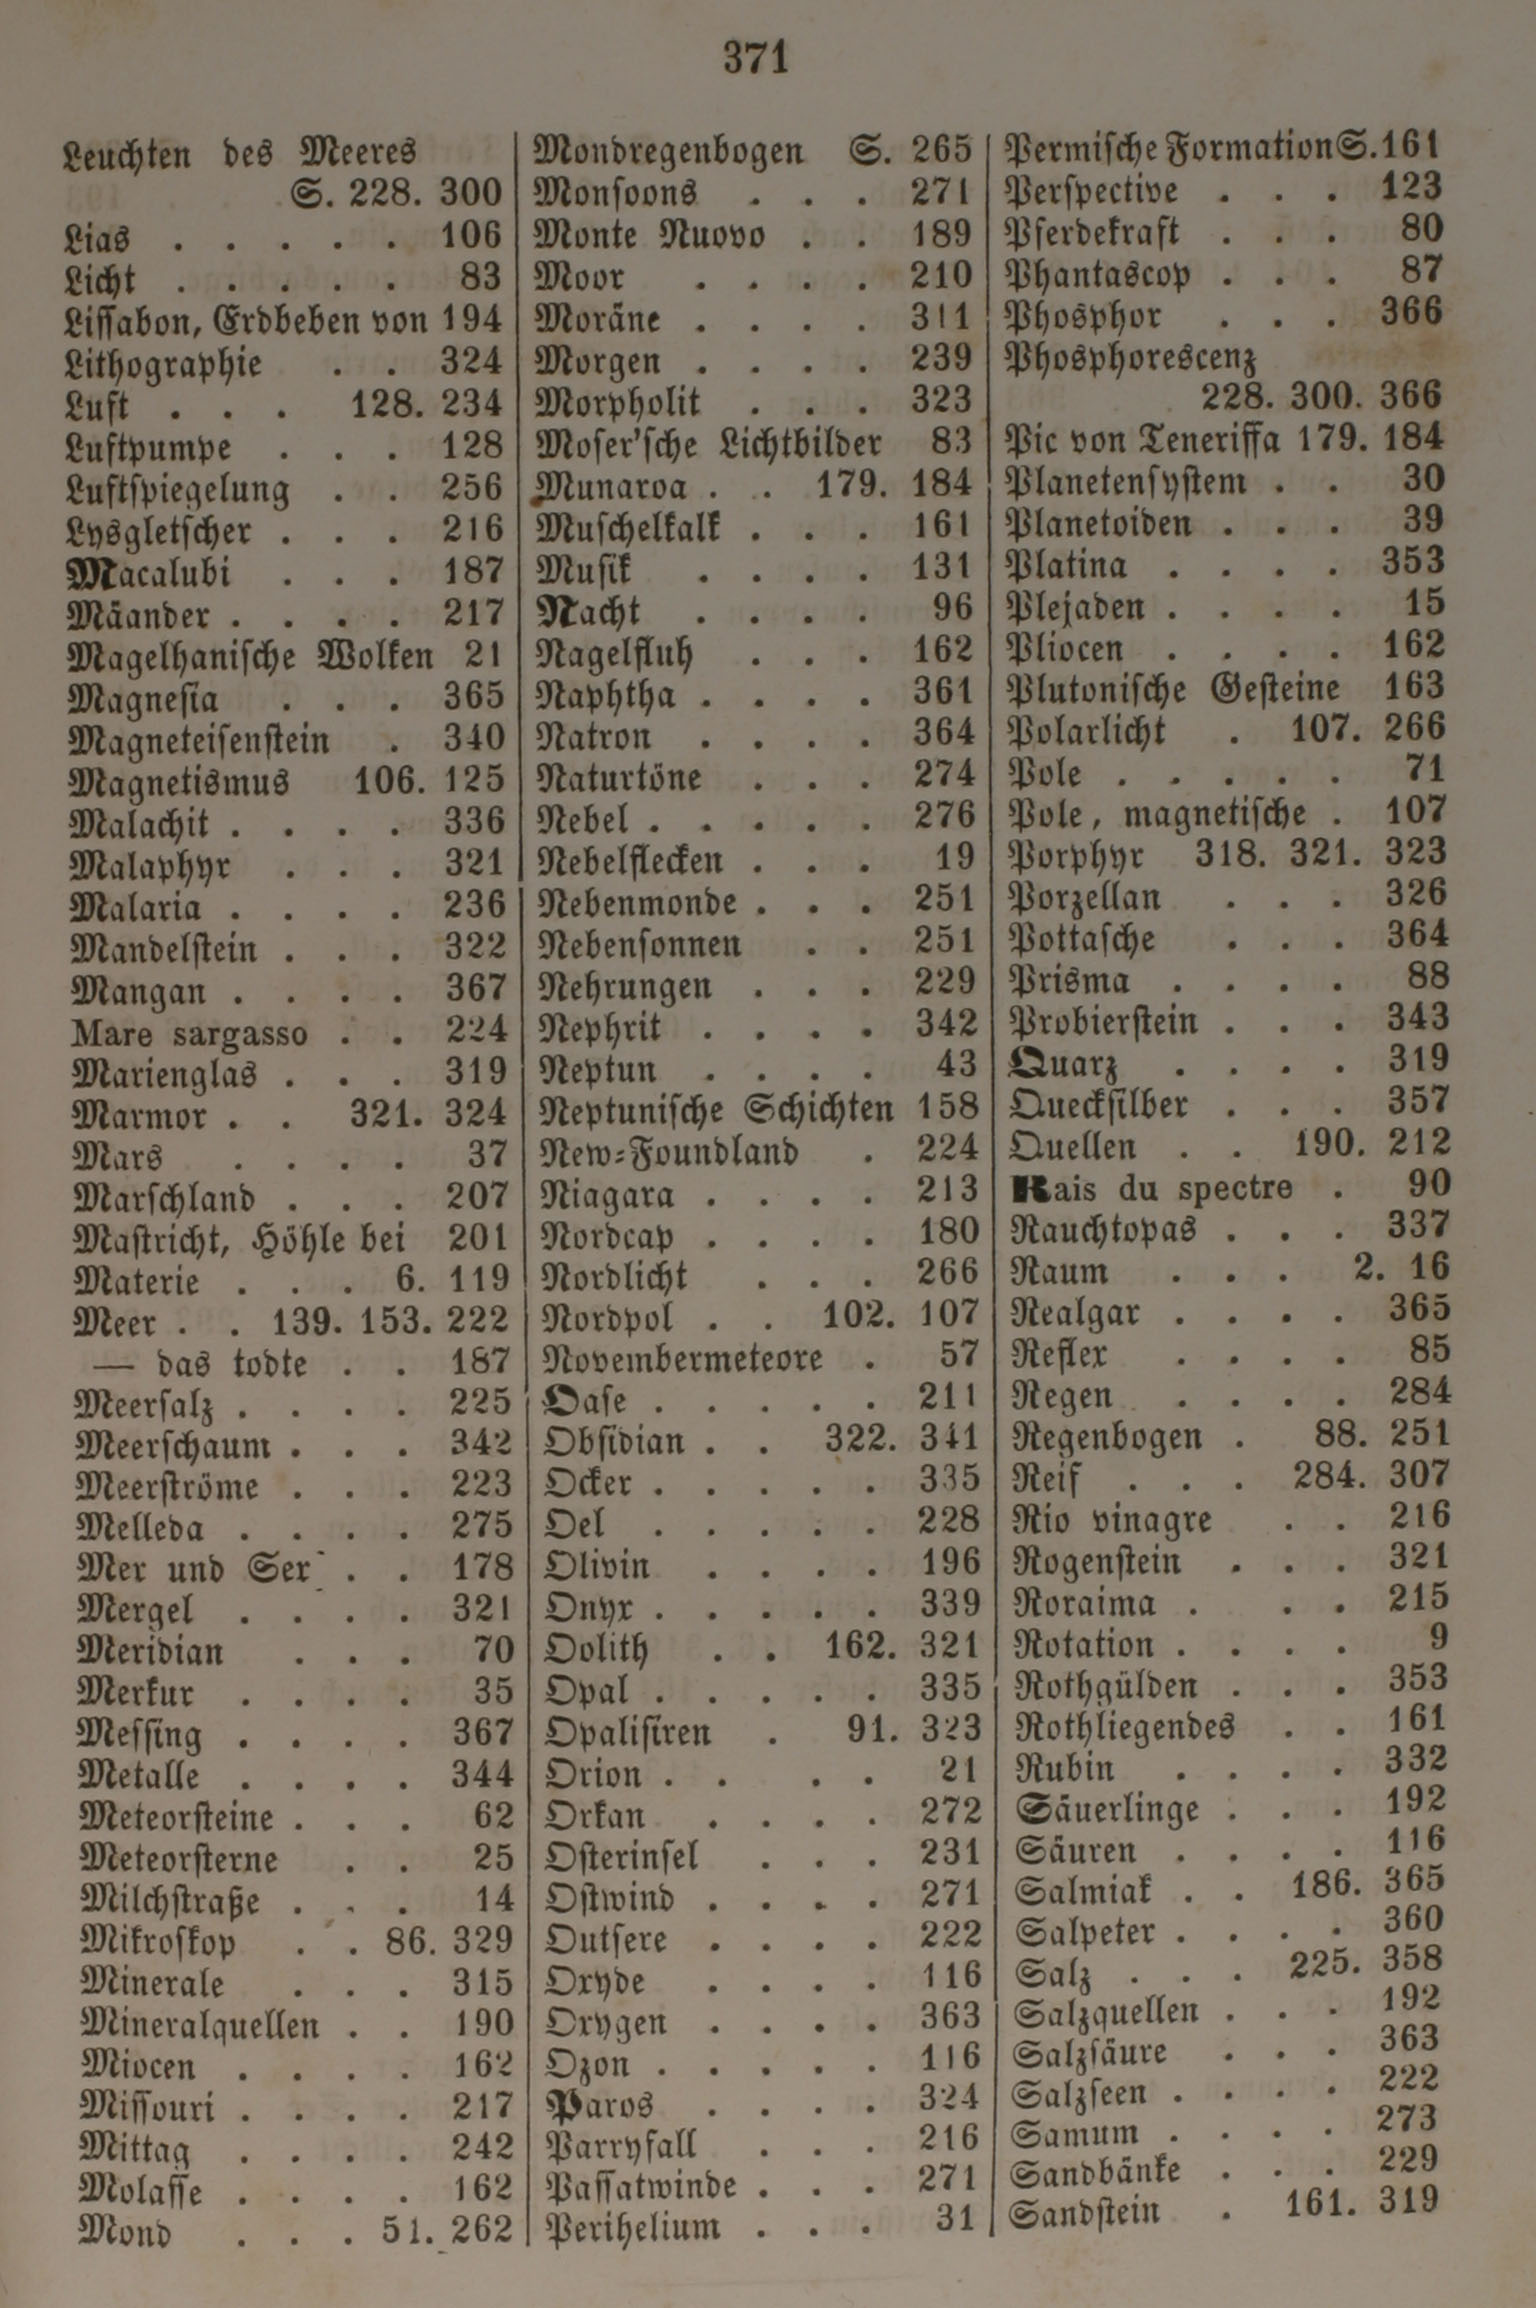 371
Leuchten des Meeres
S. 228. 300
Lias . . . . . 106
Licht . . . . . 83
Lissabon, Erdbeben von 194
Lithographie . . 324
Luft . . . 128. 234
Luftpumpe . . . 128
Luftspiegelung . . 256
Lysgletscher . . . 216
Macalubi . . . 187
Mäander . . . . 217
Magelhanische Wolken 21
Magnesia . . . 365
Magneteisenstein . 340
Magnetismus 106. 125
Malachit . . . . 336
Malaphyr . . . 321
Malaria . . . . 236
Mandelstein . . . 322
Mangan . . . . 367
Mare sargasso . . 224
Marienglas . . . 319
Marmor . . 321. 324
Mars . . . . 37
Marschland . . . 207
Mastricht, Höhle bei 201
Materie . . . 6. 119
Meer . . 139. 153. 222
— das todte . . 187
Meersalz . . . . 225
Meerschaum . . . 342
Meerströme . . . 223
Melleda . . . . 275
Mer und Ser . . 178
Mergel . . . . 321
Meridian . . . 70
Merkur . . . . 35
Messing . . . . 367
Metalle . . . . 344
Meteorsteine . . . 62
Meteorsterne . . 25
Milchstraße . . . 14
Mikroskop . . 86. 329
Minerale . . . 315
Mineralquellen . . 190
Miocen . . . . 162
Missouri . . . . 217
Mittag . . . . 242
Molasse . . . . 162
Mond . . . 51. 262
Mondregenbogen S. 265
Monsoons . . . 271
Monte Nuovo . . 189
Moor . . . . 210
Moräne . . . . 311
Morgen . . . . 239
Morpholit . . . 323
Moser'sche Lichtbilder 83
Munaroa . . 179. 184
Muschelkalk . . . 161
Musik . . . . 131
Nacht . . . . 96
Nagelfluh . . . 162
Naphtha . . . . 361
Natron . . . . 364
Naturtöne . . . 274
Nebel . . . . . 276
Nebelflecken . . . 19
Nebenmonde . . . 251
Nebensonnen . . 251
Nehrungen . . . 229
Nephrit . . . . 342
Neptun . . . . 43
Neptunische Schichten 158
New-Foundland . 224
Niagara . . . . 213
Nordcap . . . . 180
Nordlicht . . . 266
Nordpol . . 102. 107
Novembermeteore . 57
Oase . . . . . 211
Obsidian . . 322. 341
Ocker . . . . . 335
Oel . . . . . 228
Olivin . . . . 196
Onyx . . . . . 339
Oolith . . 162. 321
Opal . . . . . 335
Opalisiren . 91. 323
Orion . . . . 21
Orkan . . . . 272
Osterinsel . . . 231
Ostwind . . . . 271
Outsere . . . . 222
Oxyde . . . . 116
Oxygen . . . . 363
Ozon . . . . . 116
Paros . . . . 324
Parryfall . . . 216
Passatwinde . . . 271
Perihelium . . . 31
Permische Formation S. 161
Perspective . . . 123
Pferdekraft . . . 80
Phantascop . . . 87
Phosphor . . . 366
Phosphorescenz
228. 300. 366
Pic von Teneriffa 179. 184
Planetensystem . . 30
Planetoiden . . . 39
Platina . . . . 353
Plejaden . . . . 15
Pliocen . . . . 162
Plutonische Gesteine 163
Polarlicht . 107. 266
Pole . . . . . 71
Pole, magnetische . 107
Porphyr 318. 321. 323
Porzellan . . . 326
Pottasche . . . 364
Prisma . . . . 88
Probierstein . . . 343
Quarz . . . . 319
Quecksilber . . . 357
Quellen . . 190. 212
Rais du spectre . 90
Rauchtopas . . . 337
Raum . . . 2. 16
Realgar . . . . 365
Reflex . . . . 85
Regen . . . . 284
Regenbogen . 88. 251
Reif . . . 284. 307
Rio vinagre . . 216
Rogenstein . . . 321
Roraima . . . 215
Rotation . . . . 9
Rothgülden . . . 353
Rothliegendes . . 161
Rubin . . . . 332
Säuerlinge . . . 192
Säuren . . . . 116
Salmiak . . 186. 365
Salpeter . . . . 360
Salz . . . 225. 358
Salzquellen . . . 192
Salzsäure . . . 363
Salzseen . . . . 222
Samum . . . . 273
Sandbänke . . . 229
Sandstein . 161. 319